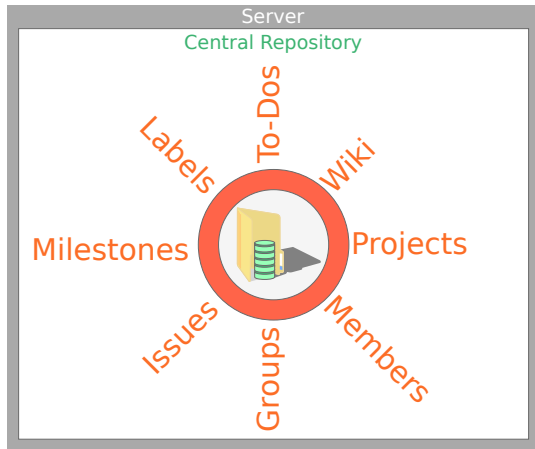 Server
Central Repository
To-Dos
Labels
Wiki
Milestones
Projects
Issues
Members
Groups